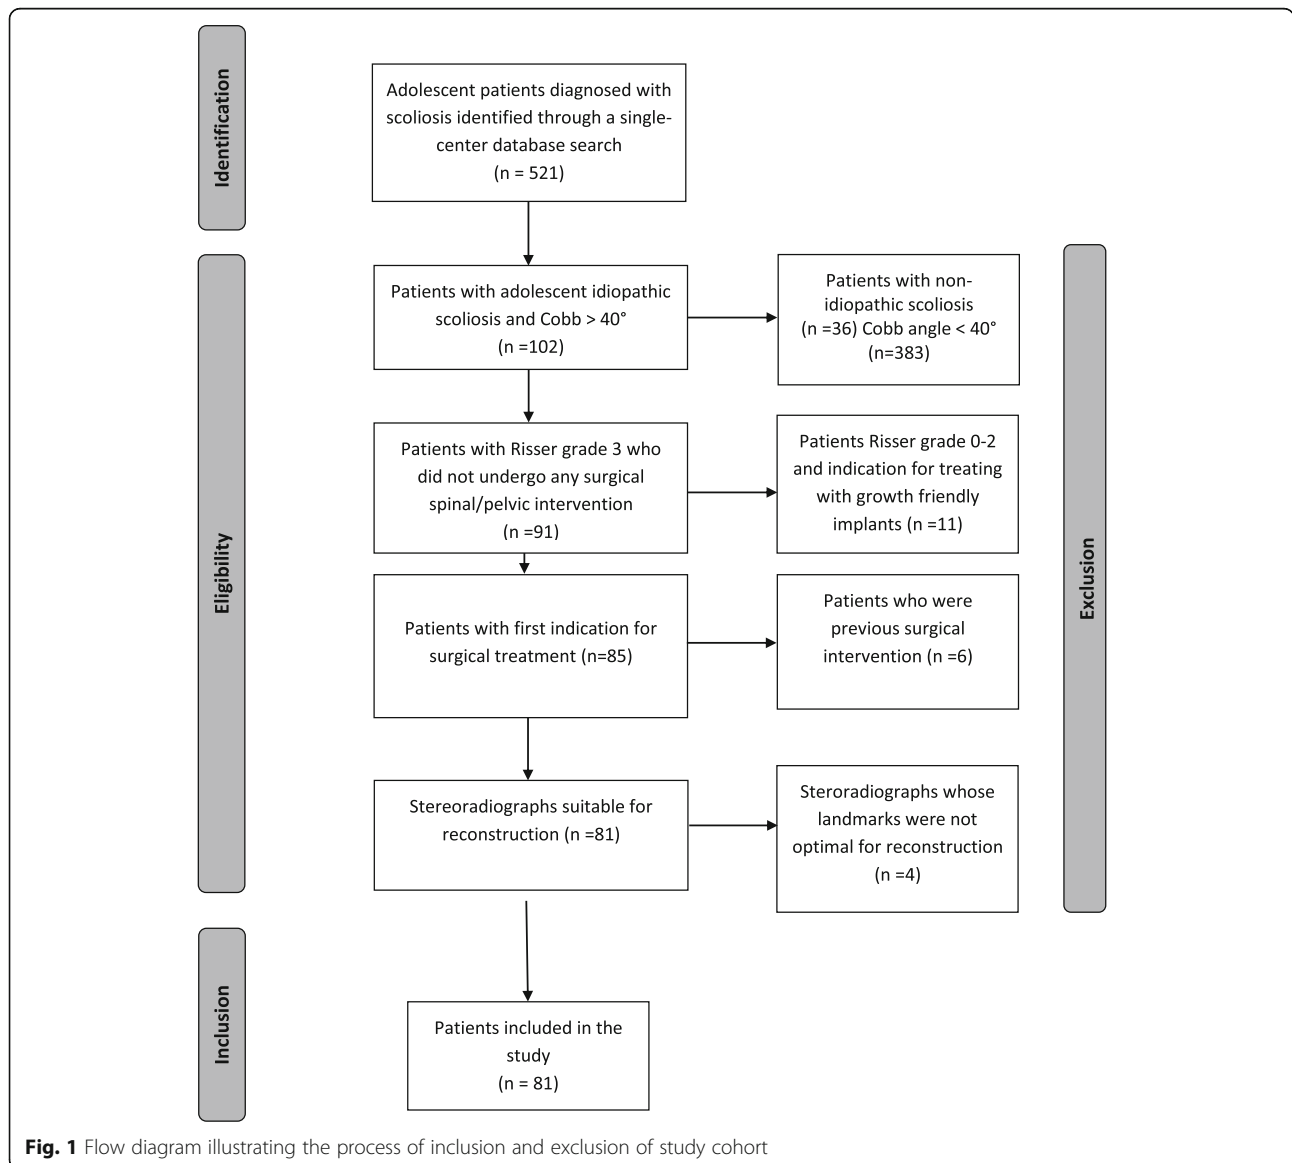 Identification
Adolescent patients diagnosed with
scoliosis identified through a single-
center database search
(n = 521)
Eligibility
Exclusion
Patients with adolescent idiopathic
scoliosis and Cobb > 40°
(n =102)
Patients with non-
idiopathic scoliosis
(n =36) Cobb angle < 40°
(n=383)
Patients with Risser grade 3 who
did not undergo any surgical
spinal/pelvic intervention
(n =91)
Patients Risser grade 0-2
and indication for treating
with growth friendly
implants (n =11)
Patients with first indication for
surgical treatment (n=85)
Patients who were
previous surgical
intervention (n =6)
Stereoradiographs suitable for
reconstruction (n =81)
Steroradiographs whose
landmarks were not
optimal for reconstruction
(n =4)
Inclusion
Patients included in the
study
(n = 81)
Fig. 1 Flow diagram illustrating the process of inclusion and exclusion of study cohort